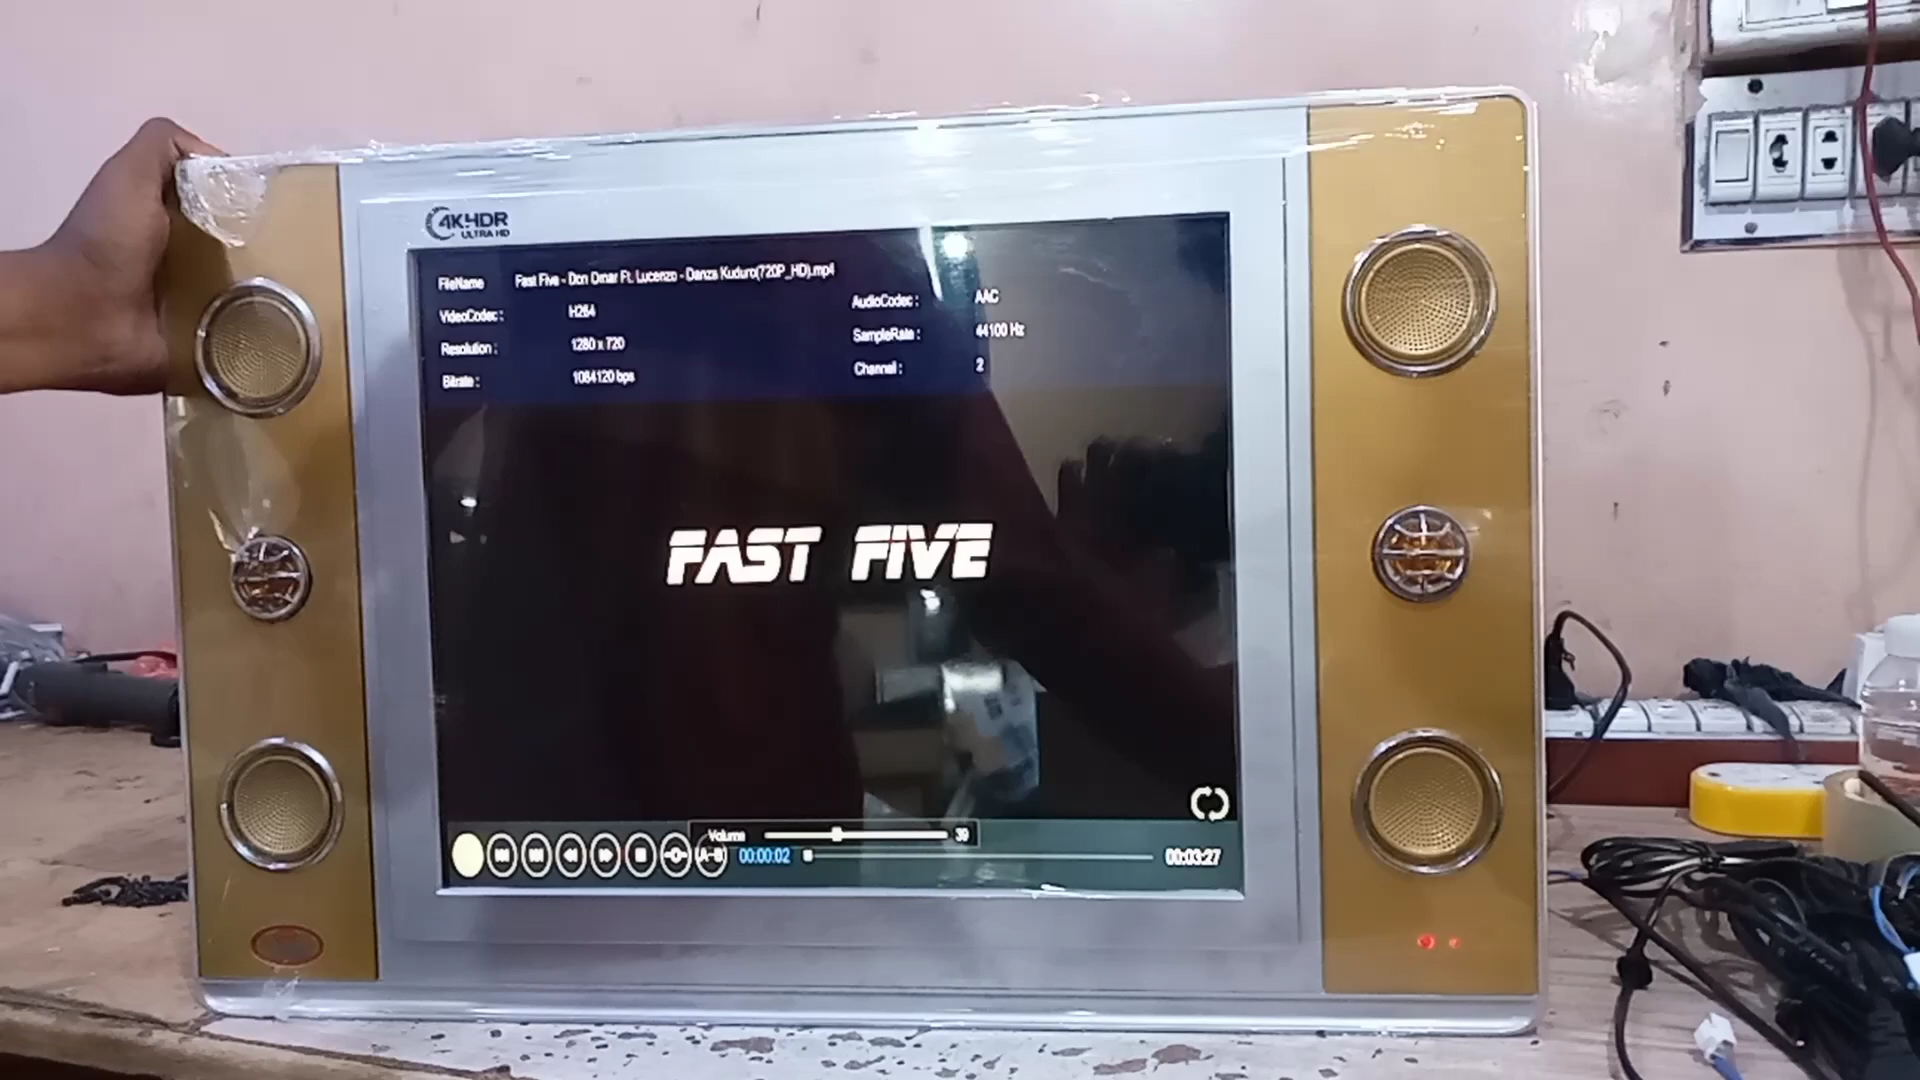 4K HDR
ULTRA HD
FileName Fast Five - Don Omar Ft. Lucenzo - Danza Kuduro(720P_HD).mp4
VideoCodec : H264 AudioCodec : AAC
Resolution : 1280 x 720 SampleRate : 44100 Hz
Bitrate : 1084120 bps Channel : 2
FAST FIVE
Volume 39
(A-B) 00:00:02 00:03:27